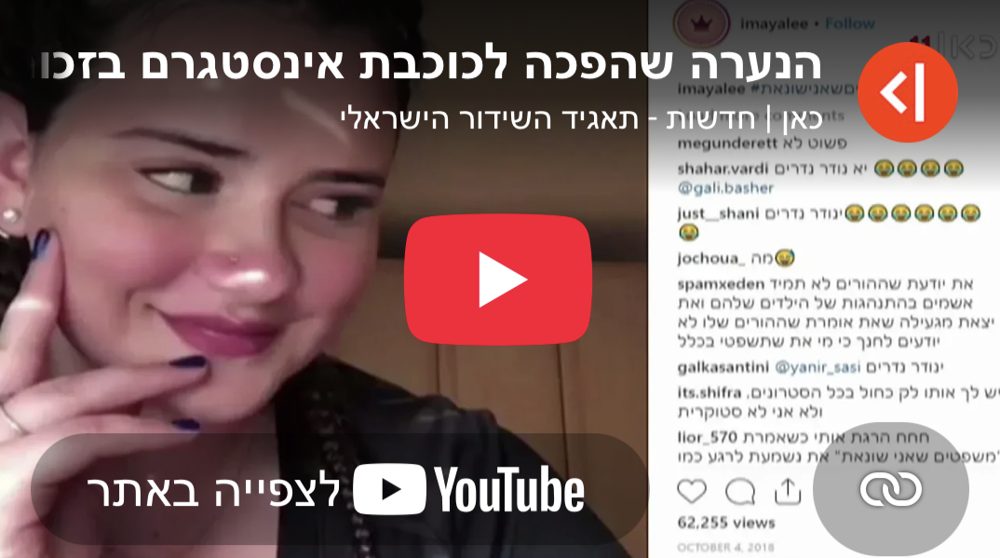 imayalee • Follow
הנערה שהפכה לכוכבת אינסטגרם בזכו
imayalee
כאן | חדשות - תאגיד השידור הישראלי
megunderett פשוט לא
shahar.vardi יא נודר נדרים 😂😂😂😂
@gali.basher
just__shani ינודר נדרים😂😂😂😂😂😂
😂
jochoua_ מה😅
spamxeden את יודעת שההורים לא תמיד
אשמים בהתנהגות של הילדים שלהם ואת
יצאת מגעילה שאת אומרת שההורים שלו לא
יודעים לחנך כי מי את שתשפטי בכלל
galkasantini @yanir_sasi ינודר נדרים
its.shifra יש לך אותו לק כחול בכל הסטרונים.
ולא אני לא סטוקרית
lior_570 חחח הרגת אותי כשאמרת
"משפטים שאני שונאת" את נשמעת לרגע כמו
62,255 views
OCTOBER 4, 2018
לצפייה באתר YouTube